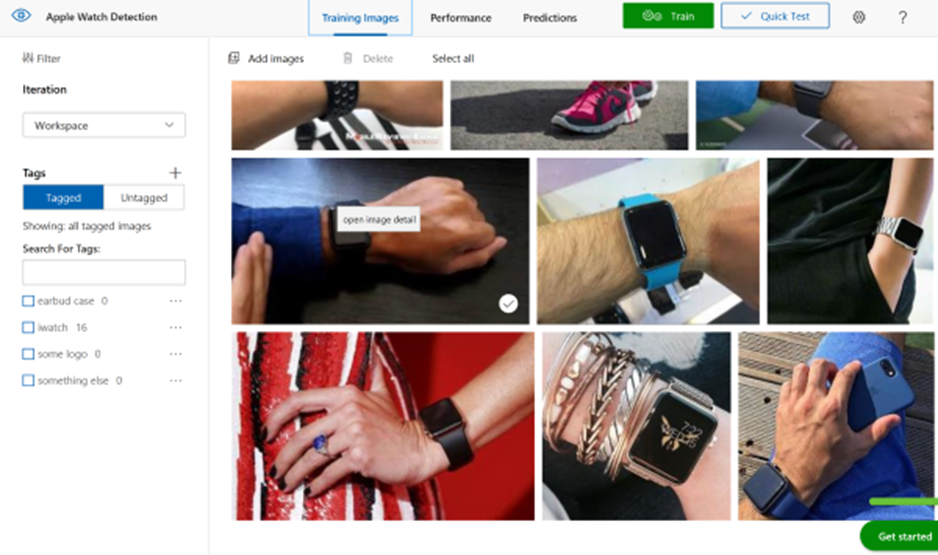 Apple Watch Detection
Training Images
Performance
Predictions
Train
Quick Test
?
Filter
Iteration
Workspace
Tags
Tagged
Untagged
Showing: all tagged images
Search For Tags:
earbud case 0
iwatch 16
some logo 0
something else 0
Add images
Delete
Select all
open image detail
Get started